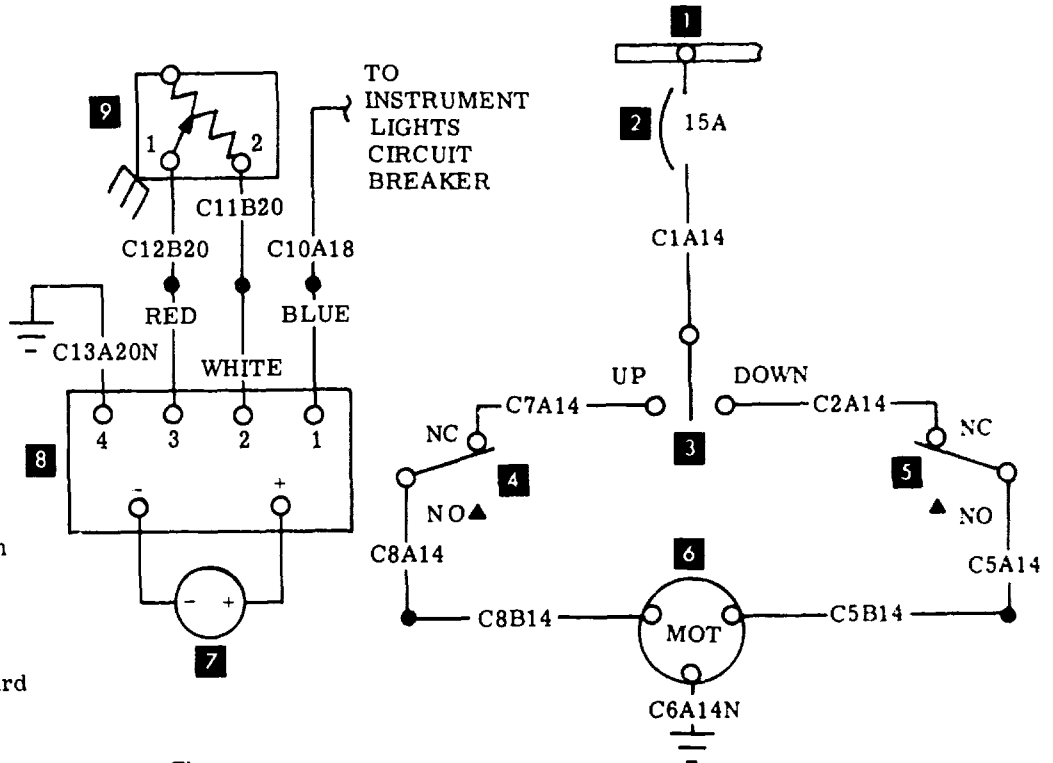 1
TO
INSTRUMENT
LIGHTS
CIRCUIT
BREAKER
9
1
2
2
15A
C11B20
C12B20
C10A18
C1A14
RED
BLUE
C13A20N
WHITE
UP
DOWN
C7A14
C2A14
4
3
2
1
NC
3
NC
8
4
5
-
+
NO
NO
C8A14
6
C5A14
-
+
C8B14
MOT
C5B14
7
C6A14N